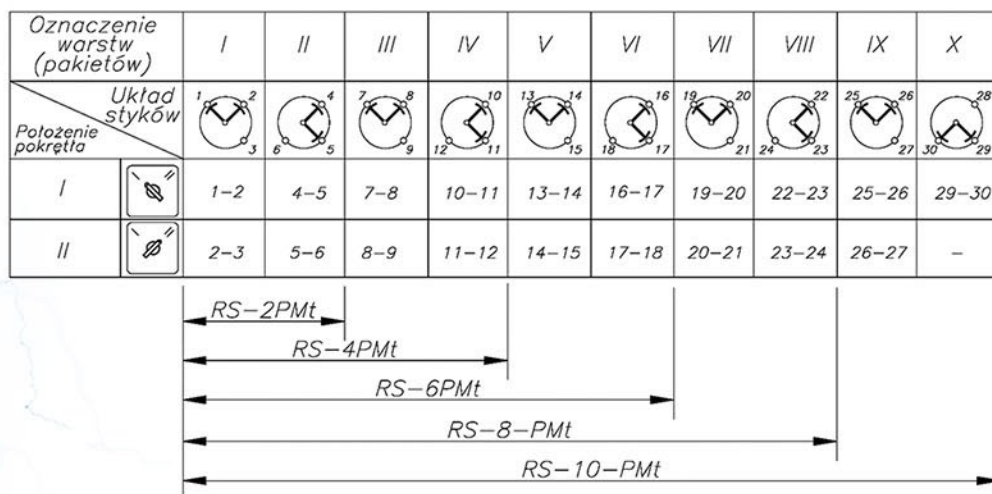 Oznaczenie
warstw
(pakietów)
I II III IV V VI VII VIII IX X
Układ
styków
Położenie
pokrętła
1 2 3
4 5 6
7 8 9
10 11 12
13 14 15
16 17 18
19 20 21
22 23 24
25 26 27
28 29 30
I I II 1-2 4-5 7-8 10-11 13-14 16-17 19-20 22-23 25-26 29-30
II I II 2-3 5-6 8-9 11-12 14-15 17-18 20-21 23-24 26-27 -
RS-2PMt
RS-4PMt
RS-6PMt
RS-8-PMt
RS-10-PMt